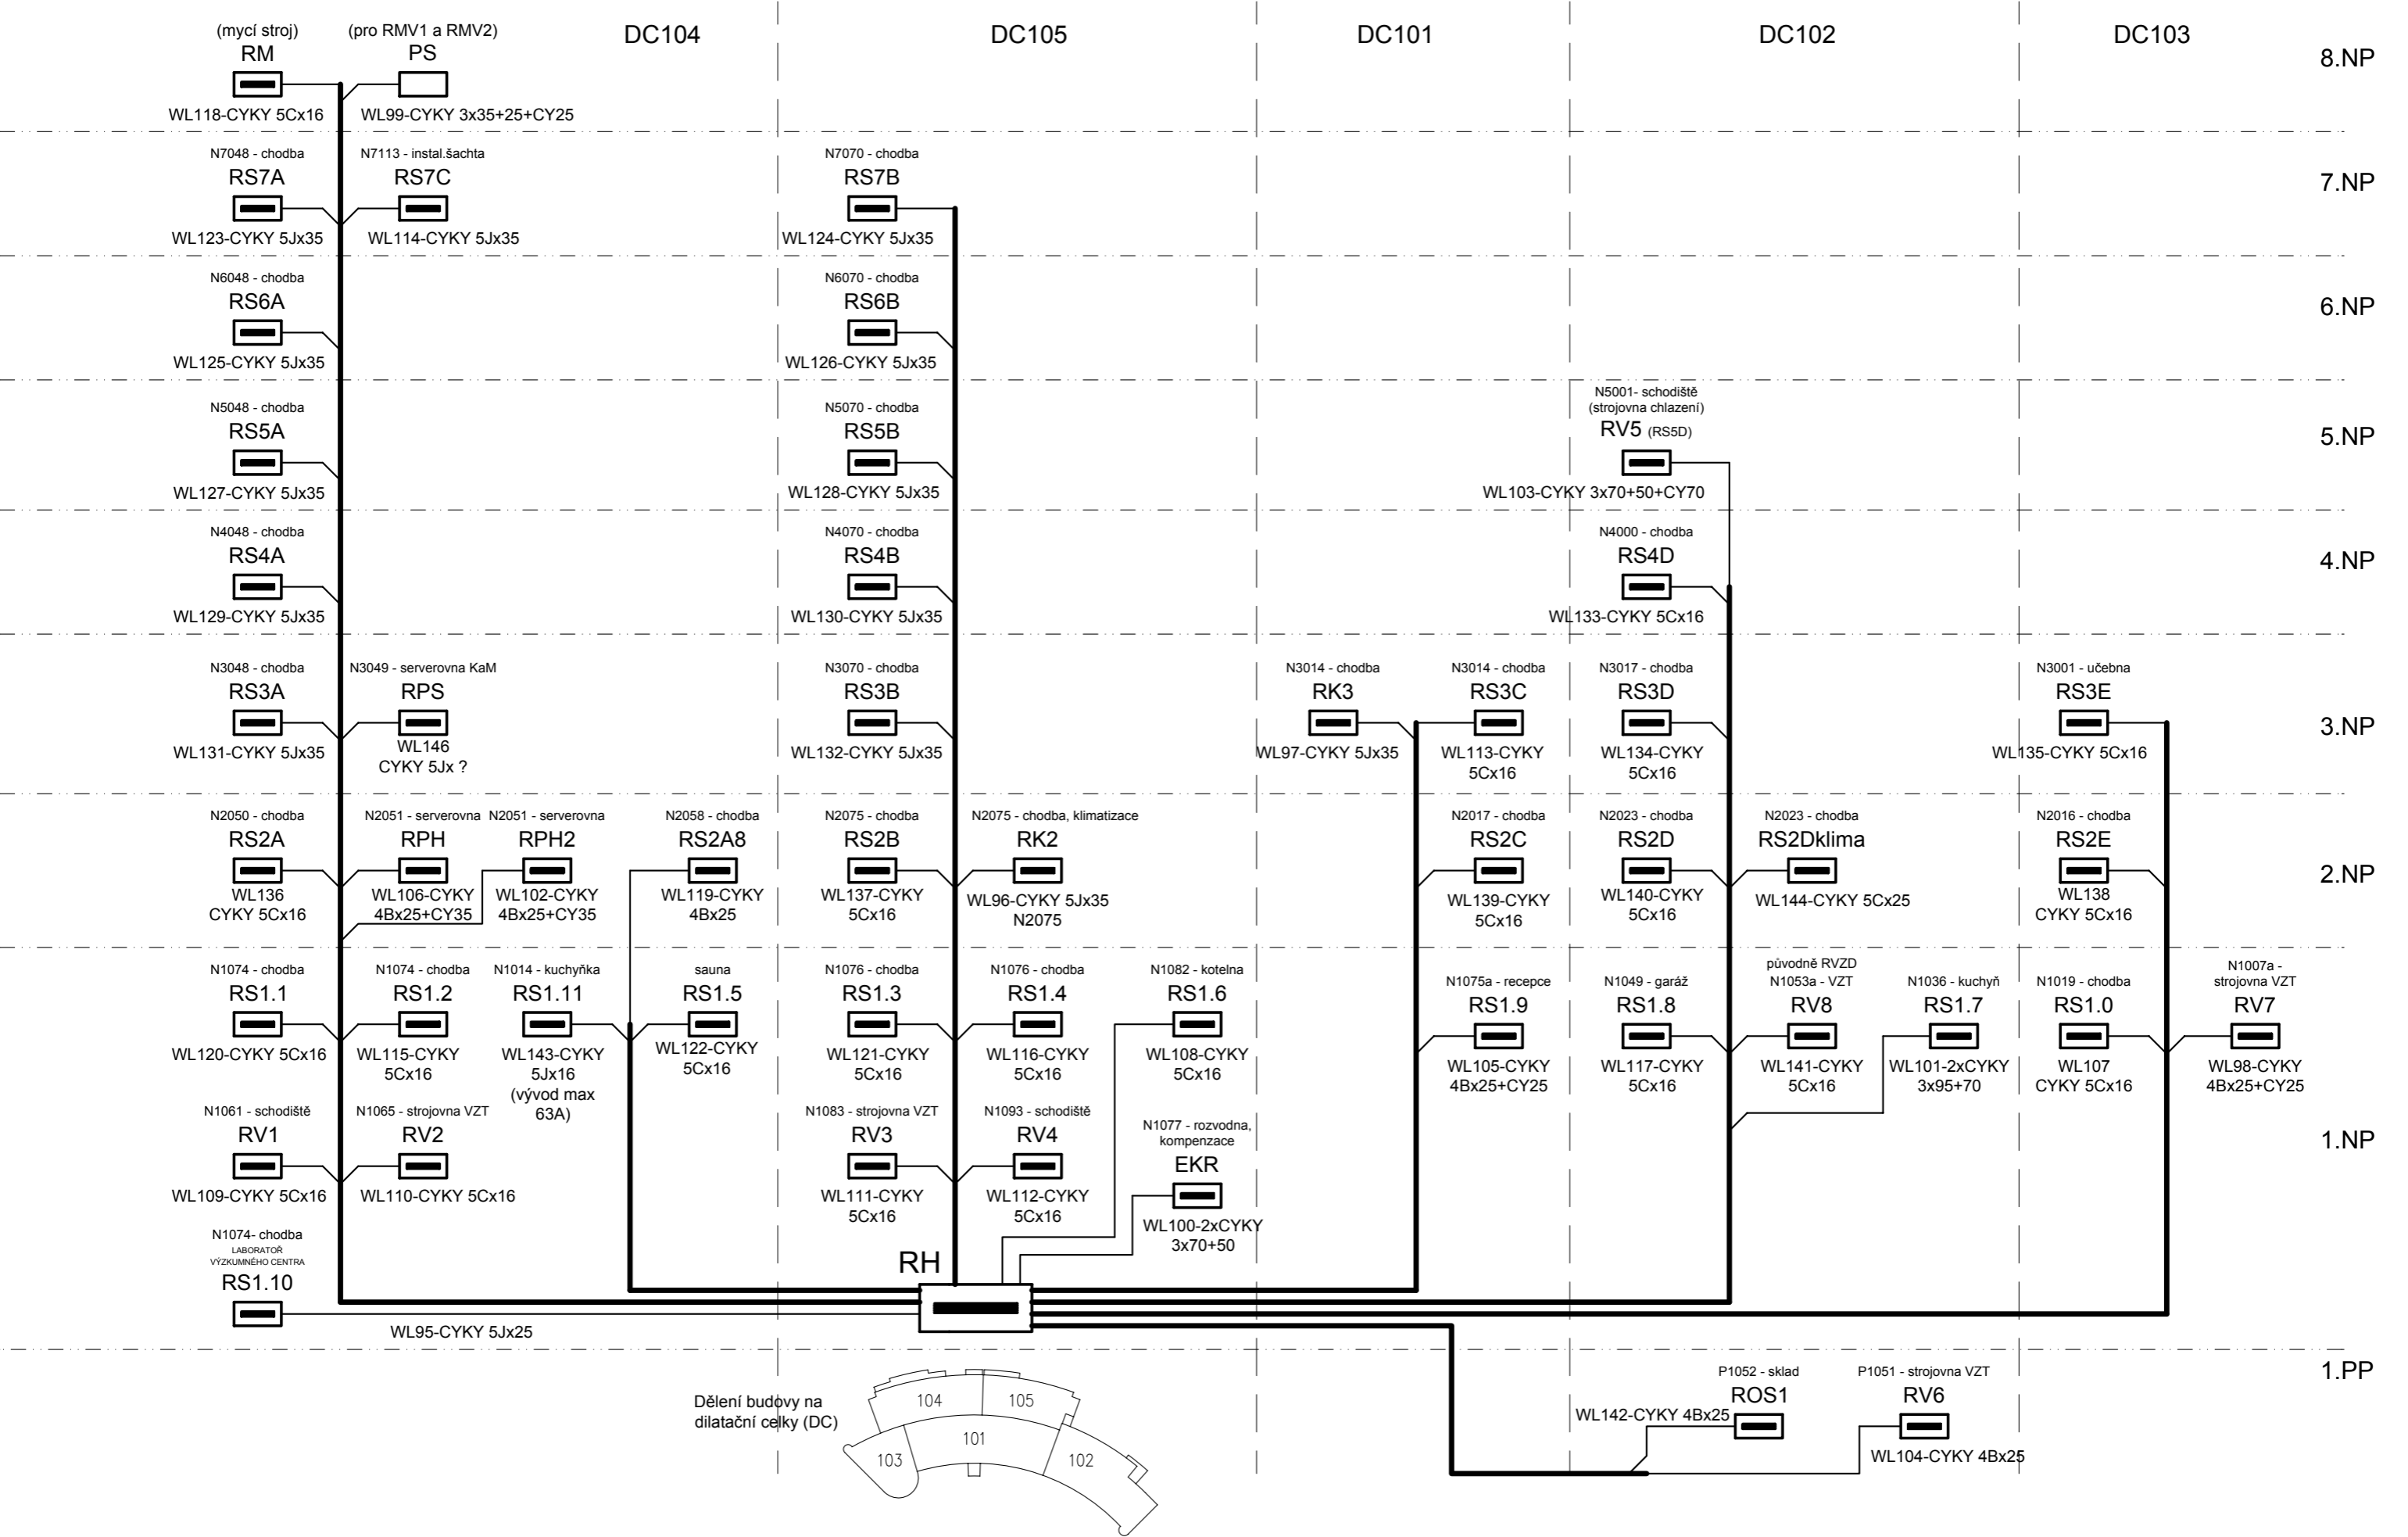 DC104
DC105
DC101
DC102
DC103
8.NP
(mycí stroj)
RM
WL118-CYKY 5Cx16
(pro RMV1 a RMV2)
PS
WL99-CYKY 3x35+25+CY25
7.NP
N7048 - chodba
RS7A
WL123-CYKY 5Jx35
N7113 - instal.šachta
RS7C
WL114-CYKY 5Jx35
N7070 - chodba
RS7B
WL124-CYKY 5Jx35
6.NP
N6048 - chodba
RS6A
WL125-CYKY 5Jx35
N6070 - chodba
RS6B
WL126-CYKY 5Jx35
5.NP
N5048 - chodba
RS5A
WL127-CYKY 5Jx35
N5070 - chodba
RS5B
WL128-CYKY 5Jx35
N5001- schodiště
(strojovna chlazení)
RV5 (RS5D)
WL103-CYKY 3x70+50+CY70
4.NP
N4048 - chodba
RS4A
WL129-CYKY 5Jx35
N4070 - chodba
RS4B
WL130-CYKY 5Jx35
N4000 - chodba
RS4D
WL133-CYKY 5Cx16
3.NP
N3048 - chodba
RS3A
WL131-CYKY 5Jx35
N3049 - serverovna KaM
RPS
WL146
CYKY 5Jx ?
N3070 - chodba
RS3B
WL132-CYKY 5Jx35
N3014 - chodba
RK3
WL97-CYKY 5Jx35
N3014 - chodba
RS3C
WL113-CYKY
5Cx16
N3017 - chodba
RS3D
WL134-CYKY
5Cx16
N3001 - učebna
RS3E
WL135-CYKY 5Cx16
2.NP
N2050 - chodba
RS2A
WL136
CYKY 5Cx16
N2051 - serverovna
RPH
WL106-CYKY
4Bx25+CY35
N2051 - serverovna
RPH2
WL102-CYKY
4Bx25+CY35
N2058 - chodba
RS2A8
WL119-CYKY
4Bx25
N2075 - chodba
RS2B
WL137-CYKY
5Cx16
N2075 - chodba, klimatizace
RK2
WL96-CYKY 5Jx35
N2075
N2017 - chodba
RS2C
WL139-CYKY
5Cx16
N2023 - chodba
RS2D
WL140-CYKY
5Cx16
N2023 - chodba
RS2Dklima
WL144-CYKY 5Cx25
N2016 - chodba
RS2E
WL138
CYKY 5Cx16
1.NP
N1074 - chodba
RS1.1
WL120-CYKY 5Cx16
N1074 - chodba
RS1.2
WL115-CYKY
5Cx16
N1014 - kuchyňka
RS1.11
WL143-CYKY
5Jx16
(vývod max
63A)
sauna
RS1.5
WL122-CYKY
5Cx16
N1076 - chodba
RS1.3
WL121-CYKY
5Cx16
N1076 - chodba
RS1.4
WL116-CYKY
5Cx16
N1082 - kotelna
RS1.6
WL108-CYKY
5Cx16
N1075a - recepce
RS1.9
WL105-CYKY
4Bx25+CY25
N1049 - garáž
RS1.8
WL117-CYKY
5Cx16
původně RVZD
N1053a - VZT
RV8
WL141-CYKY
5Cx16
N1036 - kuchyň
RS1.7
WL101-2xCYKY
3x95+70
N1019 - chodba
RS1.0
WL107
CYKY 5Cx16
N1007a -
strojovna VZT
RV7
WL98-CYKY
4Bx25+CY25
N1061 - schodiště
RV1
WL109-CYKY 5Cx16
N1065 - strojovna VZT
RV2
WL110-CYKY 5Cx16
N1083 - strojovna VZT
RV3
WL111-CYKY
5Cx16
N1093 - schodiště
RV4
WL112-CYKY
5Cx16
N1077 - rozvodna,
kompenzace
EKR
WL100-2xCYKY
3x70+50
N1074- chodba
LABORATOŘ
VÝZKUMNÉHO CENTRA
RS1.10
WL95-CYKY 5Jx25
RH
1.PP
Dělení budovy na
dilatační celky (DC)
104
105
101
103
102
P1052 - sklad
ROS1
WL142-CYKY 4Bx25
P1051 - strojovna VZT
RV6
WL104-CYKY 4Bx25